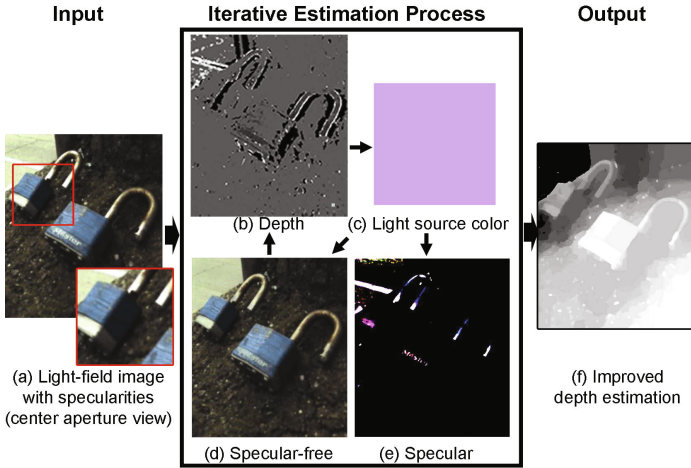 Input
Iterative Estimation Process
Output
(b) Depth
(c) Light source color
(a) Light-field image
with specularities
(center aperture view)
(d) Specular-free
(e) Specular
(f) Improved
depth estimation